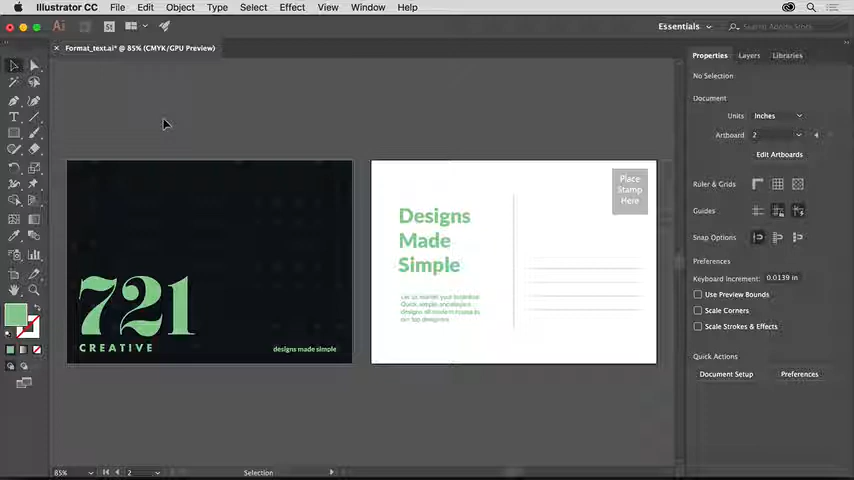 Illustrator CC File Edit Object Type Select Effect View Window Help
Essentials
Search Adobe Stock
Format_text.ai* @ 85% (CMYK/GPU Preview)
Properties Layers Libraries
No Selection
Document
Units: Inches
Artboard: 2
Edit Artboards
Ruler & Grids
Guides
Snap Options
Preferences
Keyboard Increment: 0.0139 in
Use Preview Bounds
Scale Corners
Scale Strokes & Effects
Quick Actions
Document Setup Preferences
721
CREATIVE
designs made simple
Designs
Made
Simple
Place
Stamp
Here
85% 2 Selection